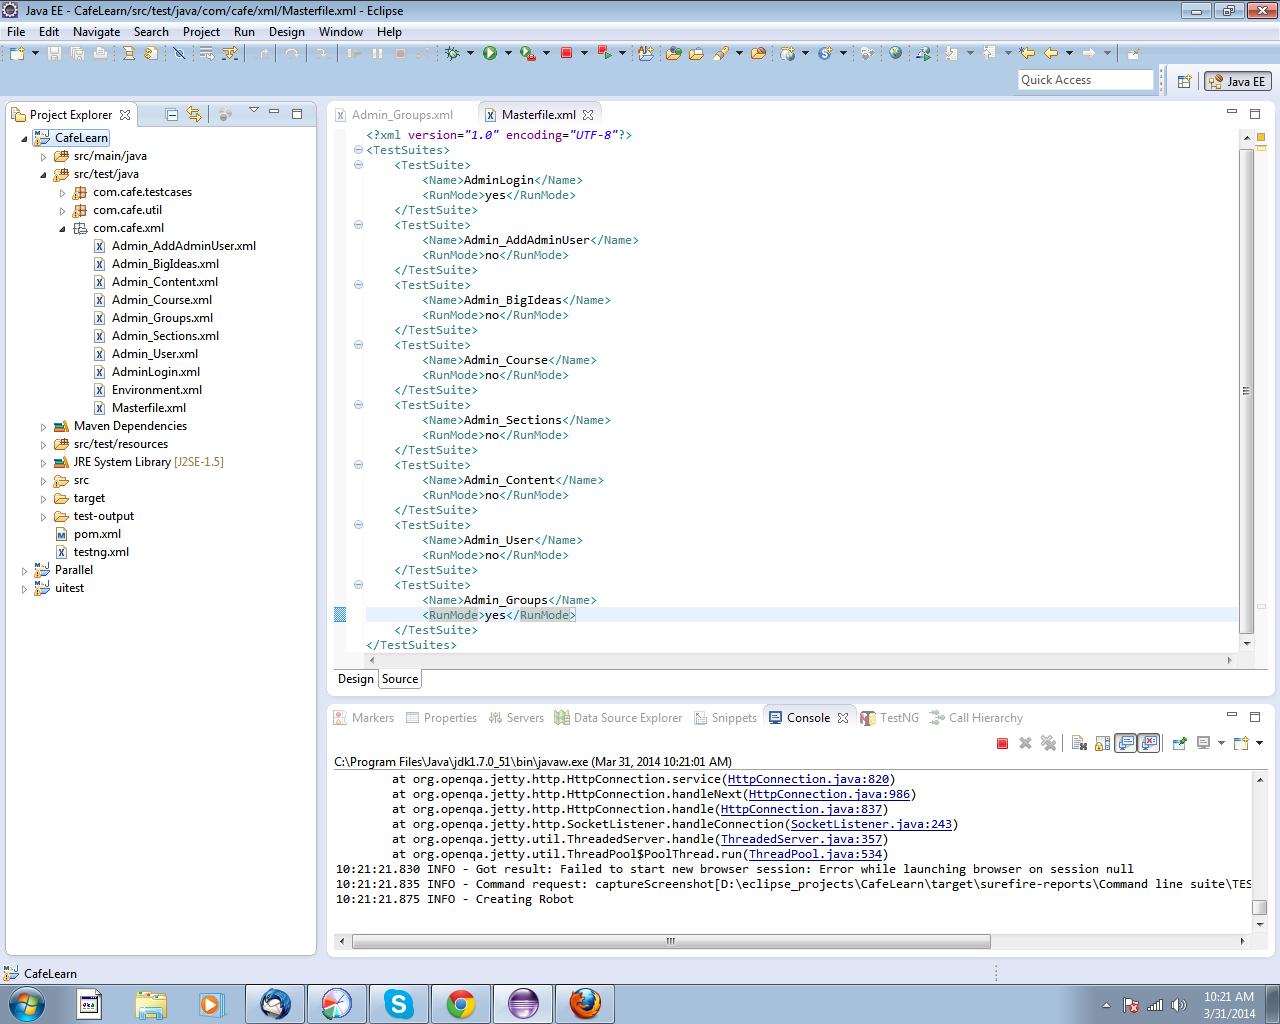 Java EE - CafeLearn/src/test/java/com/cafe/xml/Masterfile.xml - Eclipse
File Edit Navigate Search Project Run Design Window Help
Quick Access
Java EE
Project Explorer
CafeLearn
src/main/java
src/test/java
com.cafe.testcases
com.cafe.util
com.cafe.xml
Admin_AddAdminUser.xml
Admin_BigIdeas.xml
Admin_Content.xml
Admin_Course.xml
Admin_Groups.xml
Admin_Sections.xml
Admin_User.xml
AdminLogin.xml
Environment.xml
Masterfile.xml
Maven Dependencies
src/test/resources
JRE System Library [J2SE-1.5]
src
target
test-output
pom.xml
testng.xml
Parallel
uitest
Admin_Groups.xml Masterfile.xml
<?xml version="1.0" encoding="UTF-8"?>
<TestSuites>
<TestSuite>
<Name>AdminLogin</Name>
<RunMode>yes</RunMode>
</TestSuite>
<TestSuite>
<Name>Admin_AddAdminUser</Name>
<RunMode>no</RunMode>
</TestSuite>
<TestSuite>
<Name>Admin_BigIdeas</Name>
<RunMode>no</RunMode>
</TestSuite>
<TestSuite>
<Name>Admin_Course</Name>
<RunMode>no</RunMode>
</TestSuite>
<TestSuite>
<Name>Admin_Sections</Name>
<RunMode>no</RunMode>
</TestSuite>
<TestSuite>
<Name>Admin_Content</Name>
<RunMode>no</RunMode>
</TestSuite>
<TestSuite>
<Name>Admin_User</Name>
<RunMode>no</RunMode>
</TestSuite>
<TestSuite>
<Name>Admin_Groups</Name>
<RunMode>yes</RunMode>
</TestSuite>
</TestSuites>
Design Source
Markers Properties Servers Data Source Explorer Snippets Console TestNG Call Hierarchy
C:\Program Files\Java\jdk1.7.0_51\bin\javaw.exe (Mar 31, 2014 10:21:01 AM)
at org.openqa.jetty.http.HttpConnection.service(HttpConnection.java:820)
at org.openqa.jetty.http.HttpConnection.handleNext(HttpConnection.java:986)
at org.openqa.jetty.http.HttpConnection.handle(HttpConnection.java:837)
at org.openqa.jetty.http.SocketListener.handleConnection(SocketListener.java:243)
at org.openqa.jetty.util.ThreadedServer.handle(ThreadedServer.java:357)
at org.openqa.jetty.util.ThreadPool$PoolThread.run(ThreadPool.java:534)
10:21:21.830 INFO - Got result: Failed to start new browser session: Error while launching browser on session null
10:21:21.835 INFO - Command request: captureScreenshot[D:\eclipse_projects\CafeLearn\target\surefire-reports\Command line suite\TES
10:21:21.875 INFO - Creating Robot
CafeLearn
10:21 AM
3/31/2014